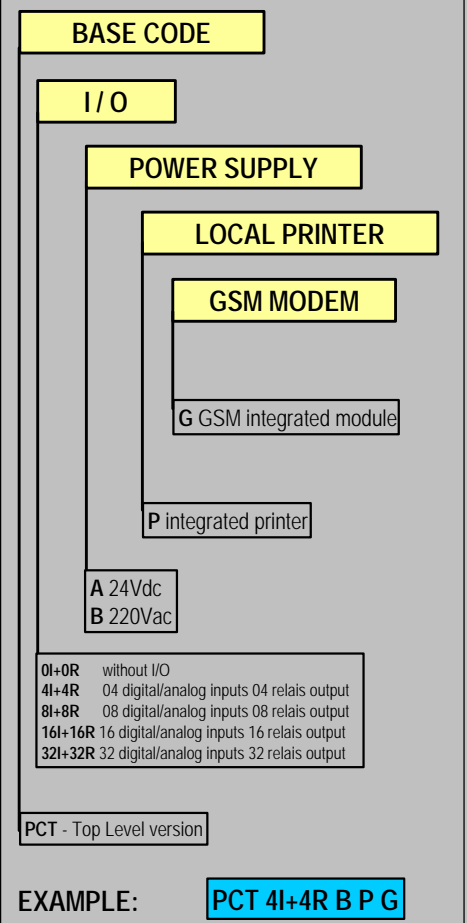 BASE CODE
I / O
POWER SUPPLY
LOCAL PRINTER
GSM MODEM
G GSM integrated module
P integrated printer
A 24Vdc
B 220Vac
0I+0R without I/O
4I+4R 04 digital/analog inputs 04 relais output
8I+8R 08 digital/analog inputs 08 relais output
16I+16R 16 digital/analog inputs 16 relais output
32I+32R 32 digital/analog inputs 32 relais output
PCT - Top Level version
EXAMPLE: PCT 4I+4R B P G